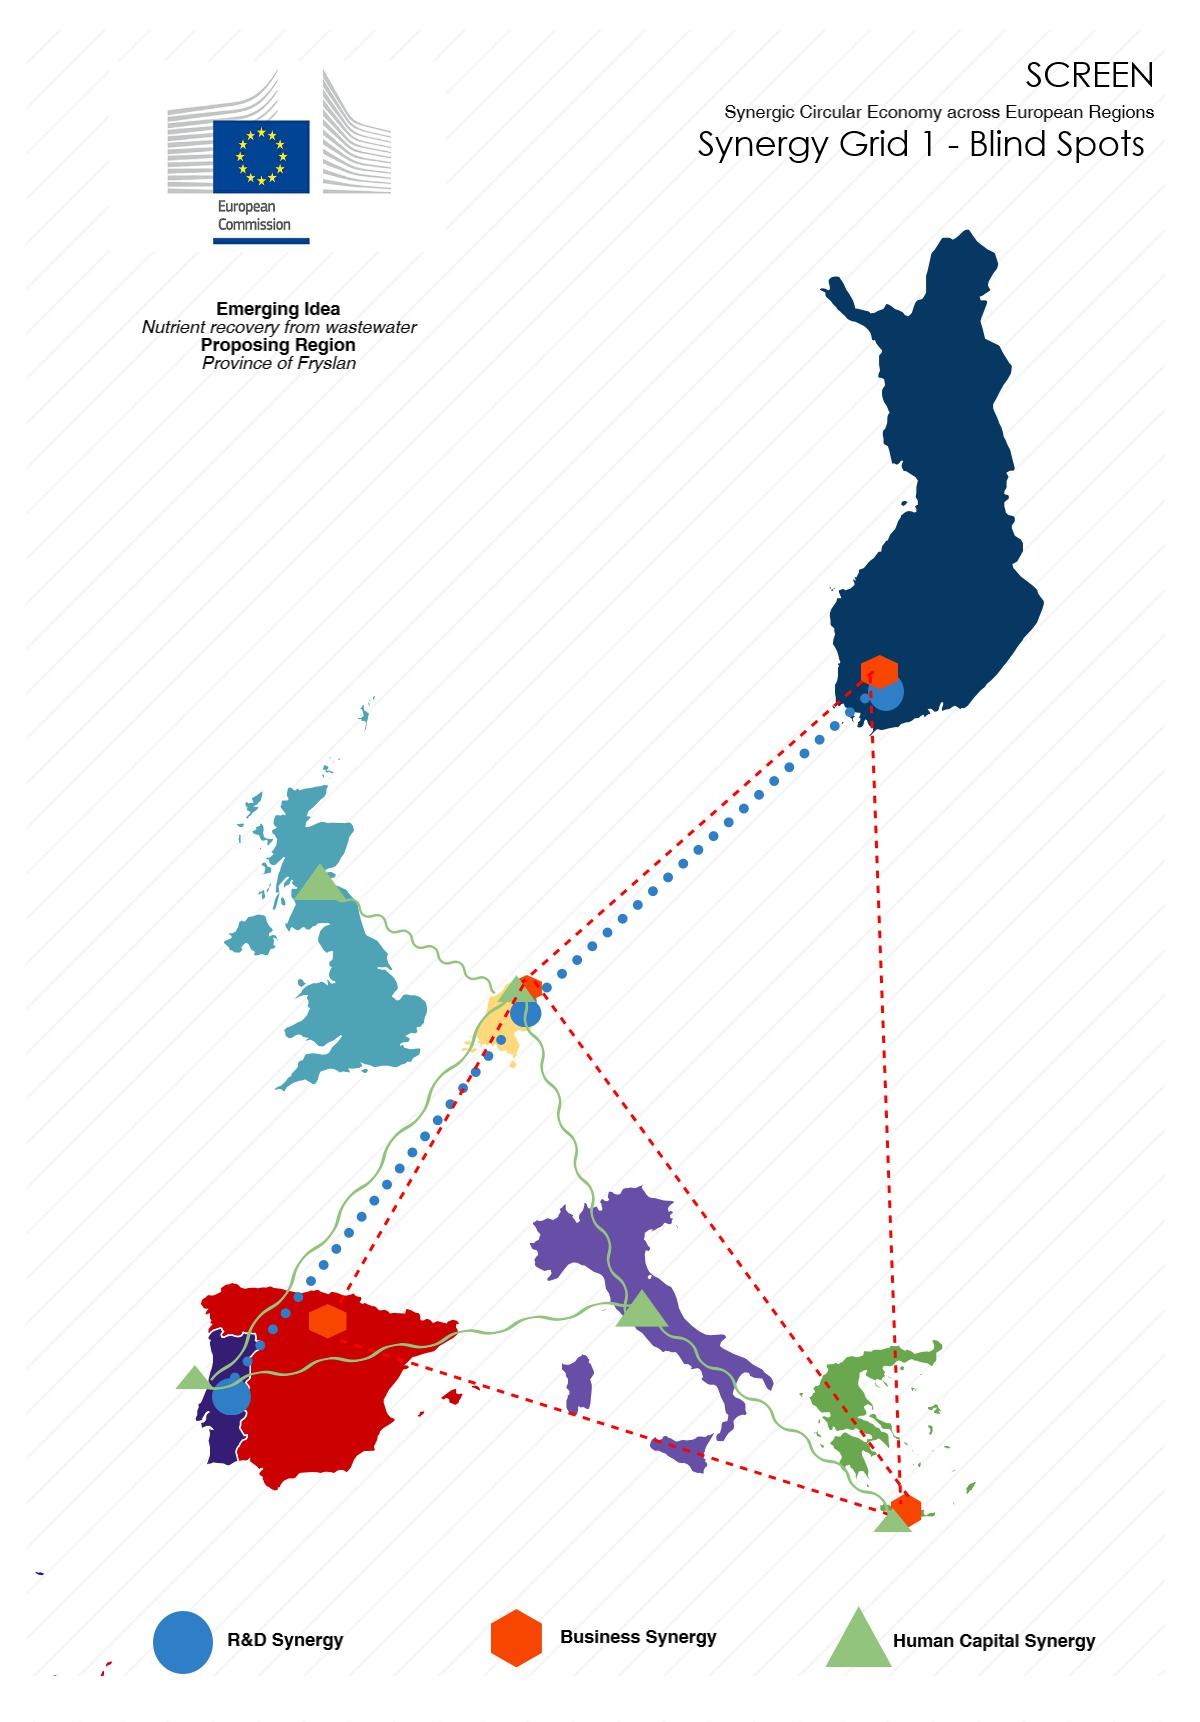 SCREEN
Synergic Circular Economy across European Regions
Synergy Grid 1 - Blind Spots
European
Commission
Emerging Idea
Nutrient recovery from wastewater
Proposing Region
Province of Fryslan
R&D Synergy
Business Synergy
Human Capital Synergy